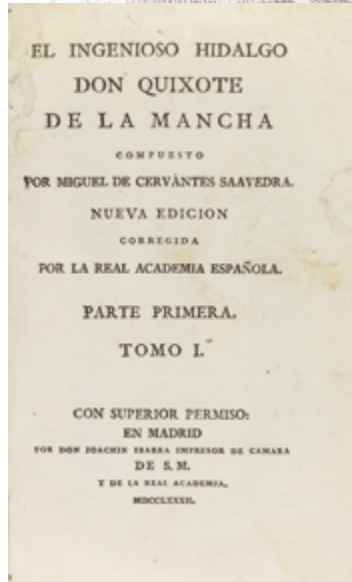 EL INGENIOSO HIDALGO
DON QUIXOTE
DE LA MANCHA
COMPUESTO
POR MIGUEL DE CERVÁNTES SAAVEDRA.
NUEVA EDICION
CORREGIDA
POR LA REAL ACADEMIA ESPAÑOLA.
PARTE PRIMERA.
TOMO I.
CON SUPERIOR PERMISO:
EN MADRID
POR DON JOACHIN IBARRA IMPRESOR DE CAMARA
DE S. M.
Y DE LA REAL ACADEMIA.
MDCCLXXXII.